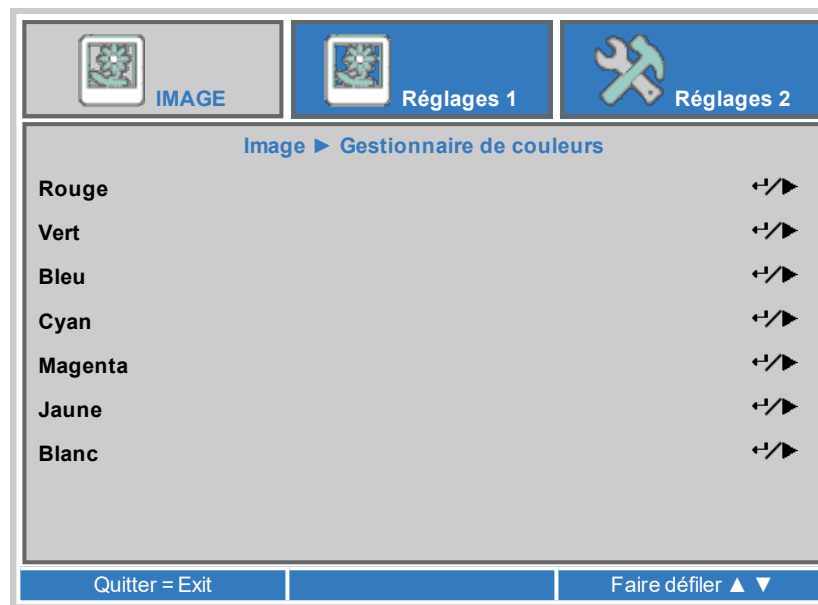 IMAGE
Réglages 1
Réglages 2
Image ► Gestionnaire de couleurs
Rouge ↵/►
Vert ↵/►
Bleu ↵/►
Cyan ↵/►
Magenta ↵/►
Jaune ↵/►
Blanc ↵/►
Quitter = Exit
Faire défiler ▲ ▼